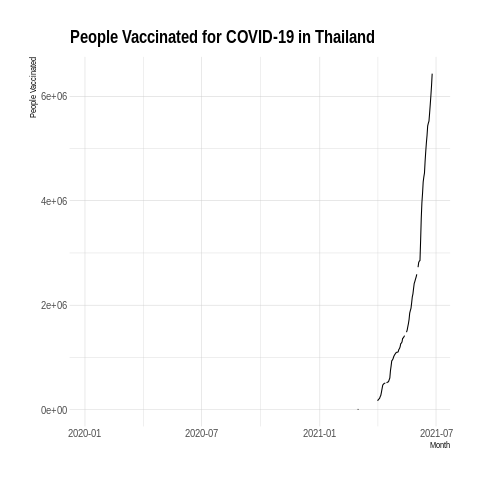 People Vaccinated for COVID-19 in Thailand
People Vaccinated
6e+06
4e+06
2e+06
0e+00
2020-01 2020-07 2021-01 2021-07
Month